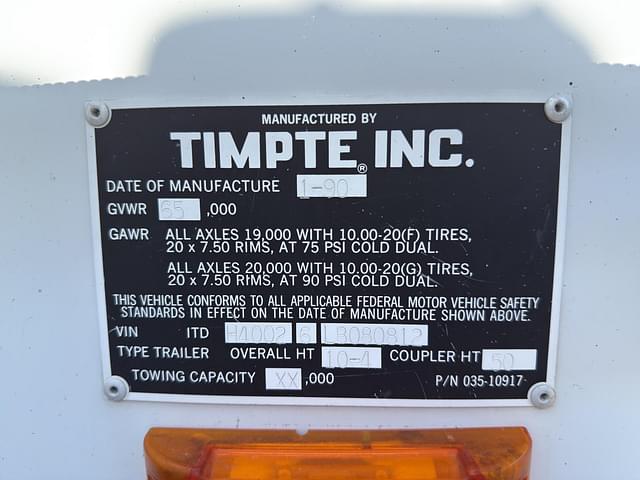 MANUFACTURED BY
TIMPTE® INC.
DATE OF MANUFACTURE 1-90
GVWR 65 ,000
GAWR ALL AXLES 19,000 WITH 10.00-20(F) TIRES,
20 x 7.50 RIMS, AT 75 PSI COLD DUAL.
ALL AXLES 20,000 WITH 10.00-20(G) TIRES,
20 x 7.50 RIMS, AT 90 PSI COLD DUAL.
THIS VEHICLE CONFORMS TO ALL APPLICABLE FEDERAL MOTOR VEHICLE SAFETY
STANDARDS IN EFFECT ON THE DATE OF MANUFACTURE SHOWN ABOVE.
VIN ITD H4002 6 LB080812
TYPE TRAILER OVERALL HT 10-4 COUPLER HT 50
TOWING CAPACITY XX ,000 P/N 035-10917